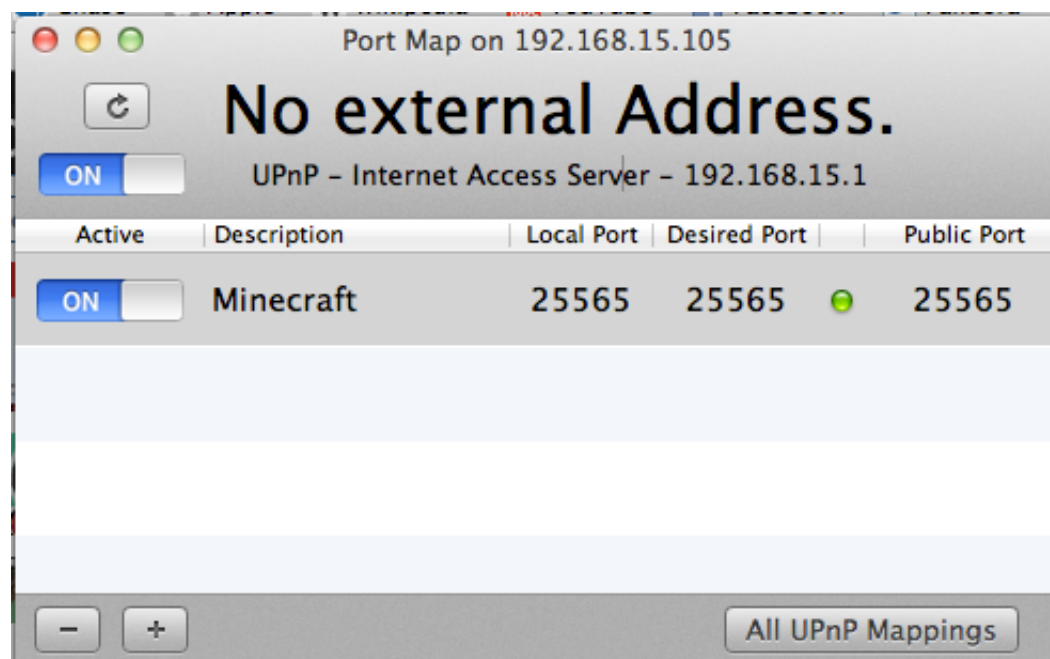 Port Map on 192.168.15.105
No external Address.
ON
UPnP – Internet Access Server – 192.168.15.1
Active Description Local Port Desired Port Public Port
ON Minecraft 25565 25565 25565
All UPnP Mappings